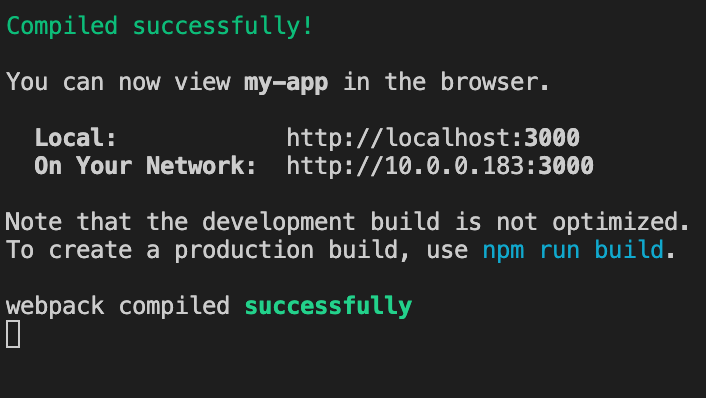 Compiled successfully!
You can now view my-app in the browser.
Local: http://localhost:3000
On Your Network: http://10.0.0.183:3000
Note that the development build is not optimized.
To create a production build, use npm run build.
webpack compiled successfully